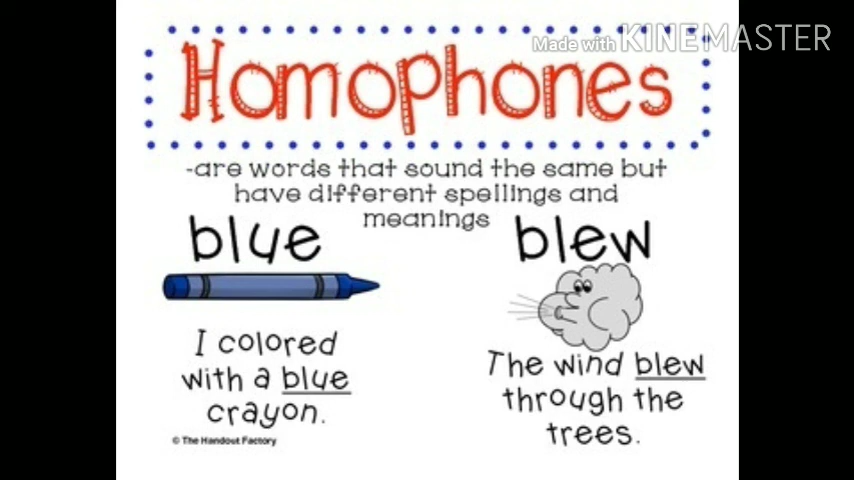 Made with KINEMASTER
Homophones
-are words that sound the same but
have different spellings and
meanings
blue
I colored
with a blue
crayon.
© The Handout Factory
blew
The wind blew
through the
trees.